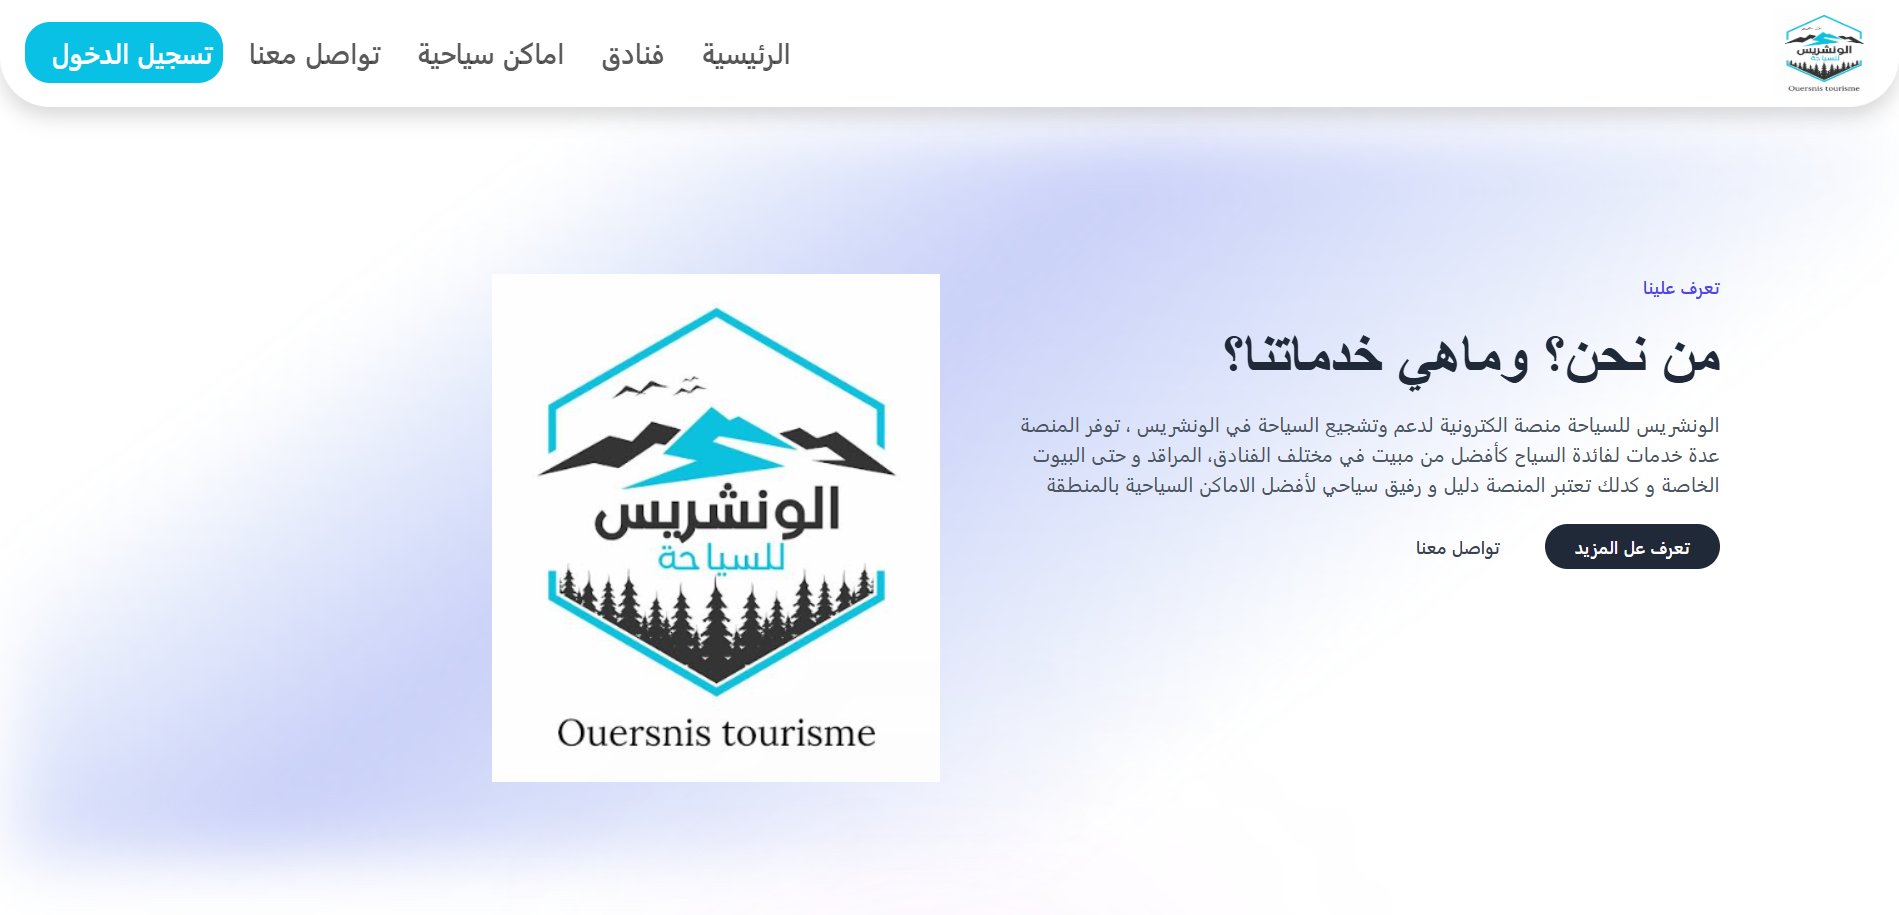 الونشريس
للسياحة
Ouersnis tourisme
الرئيسية
فنادق
اماكن سياحية
تواصل معنا
تسجيل الدخول
تعرف علينا
من نحن؟ وماهي خدماتنا؟
الونشريس للسياحة منصة الكترونية لدعم وتشجيع السياحة في الونشريس ، توفر المنصة
عدة خدمات لفائدة السياح كأفضل من مبيت في مختلف الفنادق، المراقد و حتى البيوت
الخاصة و كدلك تعتبر المنصة دليل و رفيق سياحي لأفضل الاماكن السياحية بالمنطقة
تعرف عل المزيد
تواصل معنا
الونشريس
للسياحة
Ouersnis tourisme